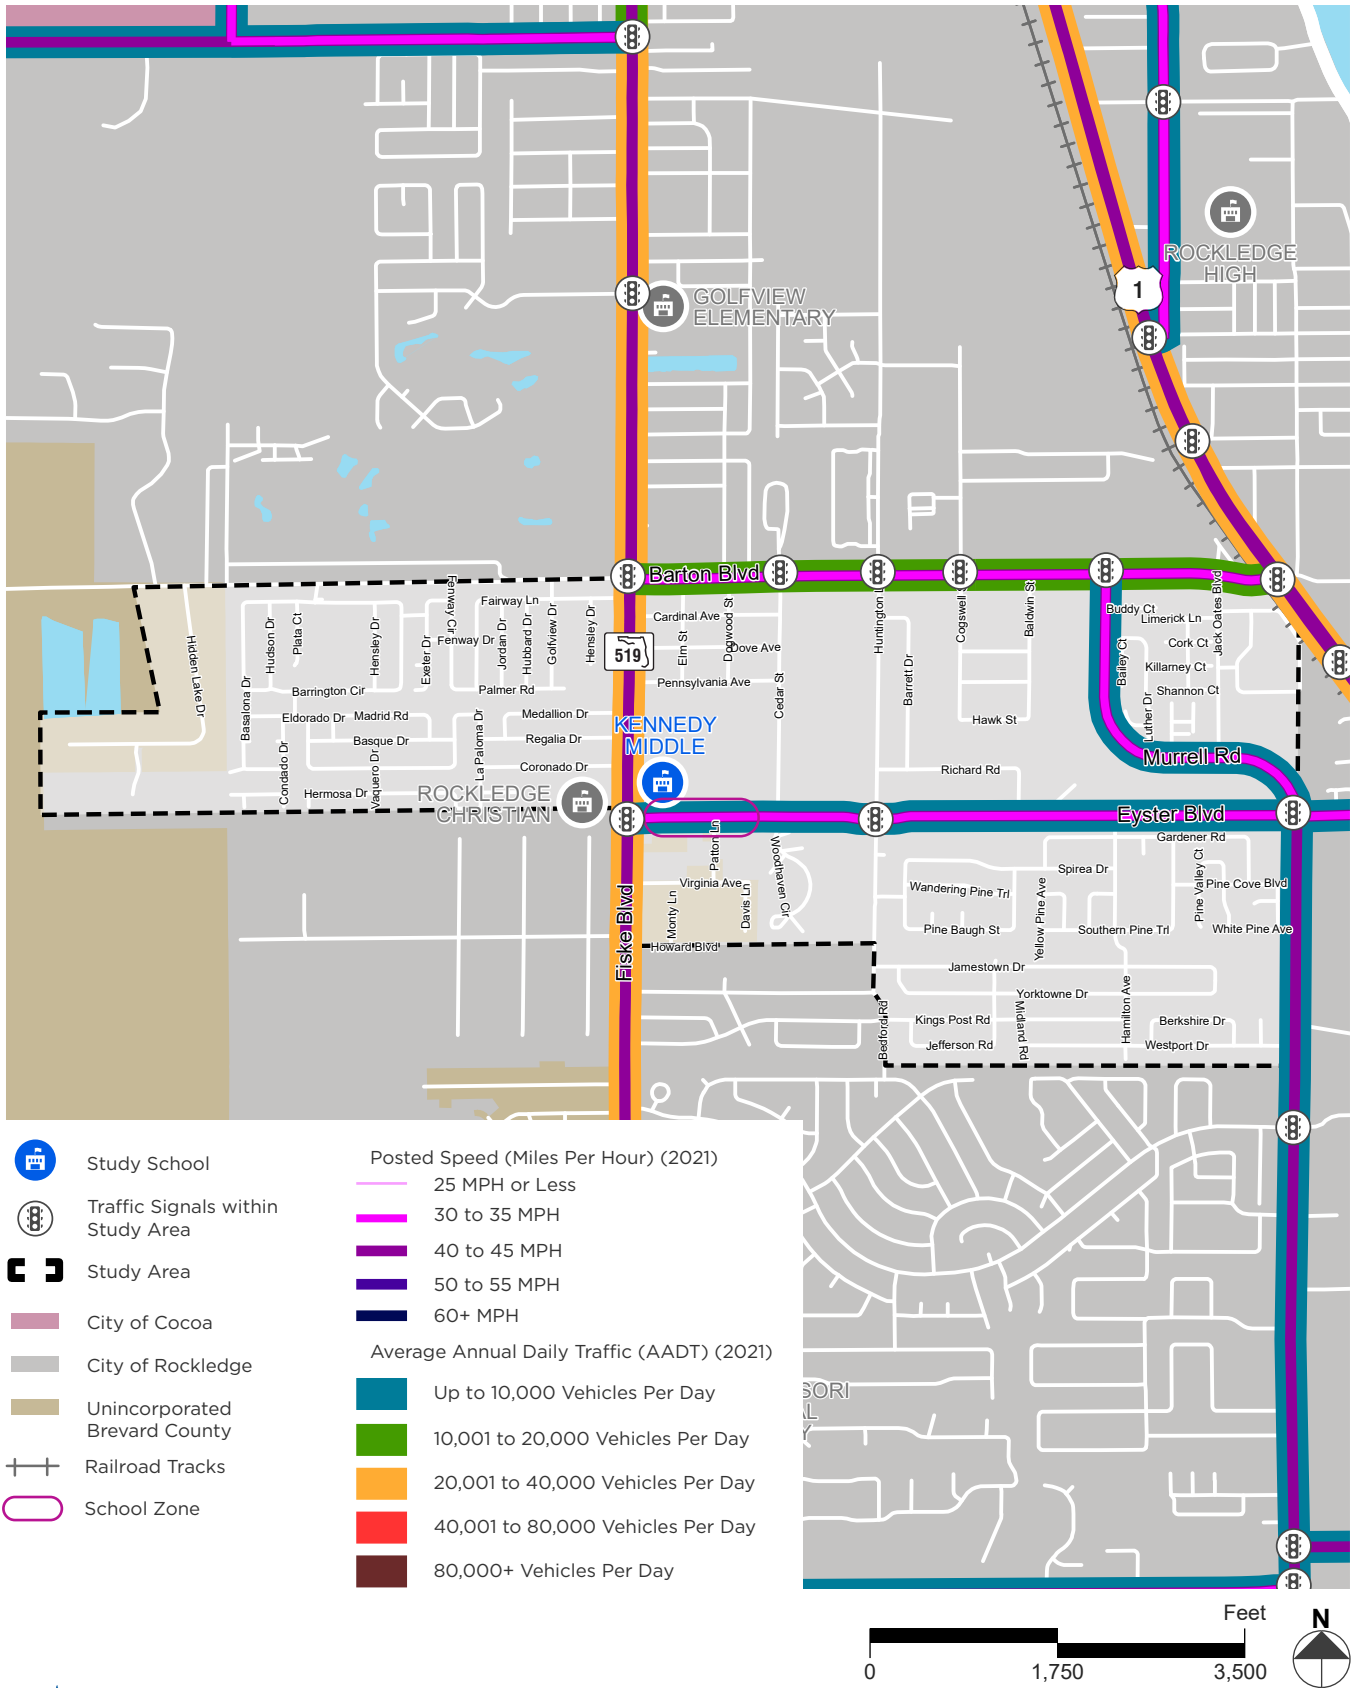 ROCKLEDGE
HIGH
1
GOLFVIEW
ELEMENTARY
Barton Blvd
519
Fairway Ln
Fenway Cir
Fenway Dr
Hudson Dr
Plata Ct
Hensley Dr
Exeter Dr
Jordan Dr
Hubbard Dr
Golfview Dr
Hensley Dr
Hidden Lake Dr
Basalona Dr
Barrington Cir
Palmer Rd
Eldorado Dr
Madrid Rd
Medallion Dr
Basque Dr
Regalia Dr
La Paloma Dr
Condado Dr
Vaquero Dr
Coronado Dr
Hermosa Dr
Cardinal Ave
Elm St
Dogwood St
Dove Ave
Pennsylvania Ave
Cedar St
Huntington L
Cogswell S
Baldwin St
Barrett Dr
Hawk St
Richard Rd
Buddy Ct
Limerick Ln
Jack Oates Blvd
Cork Ct
Bailey Ct
Killarney Ct
Shannon Ct
Luther Dr
Murrell Rd
KENNEDY
MIDDLE
ROCKLEDGE
CHRISTIAN
Eyster Blvd
Gardener Rd
Patton Ln
Woodhaven Cir
Virginia Ave
Monty Ln
Davis Ln
Howard Blvd
Fiske Blvd
Wandering Pine Trl
Spirea Dr
Pine Valley Ct
Pine Cove Blvd
Yellow Pine Ave
Pine Baugh St
Southern Pine Trl
White Pine Ave
Jamestown Dr
Yorktowne Dr
Bedford Rd
Kings Post Rd
Midland Rd
Hamilton Ave
Berkshire Dr
Jefferson Rd
Westport Dr
Study School
Traffic Signals within
Study Area
Study Area
City of Cocoa
City of Rockledge
Unincorporated
Brevard County
Railroad Tracks
School Zone
Posted Speed (Miles Per Hour) (2021)
25 MPH or Less
30 to 35 MPH
40 to 45 MPH
50 to 55 MPH
60+ MPH
Average Annual Daily Traffic (AADT) (2021)
Up to 10,000 Vehicles Per Day
10,001 to 20,000 Vehicles Per Day
20,001 to 40,000 Vehicles Per Day
40,001 to 80,000 Vehicles Per Day
80,000+ Vehicles Per Day
SORI
AL
Y
Feet
0
1,750
3,500
N